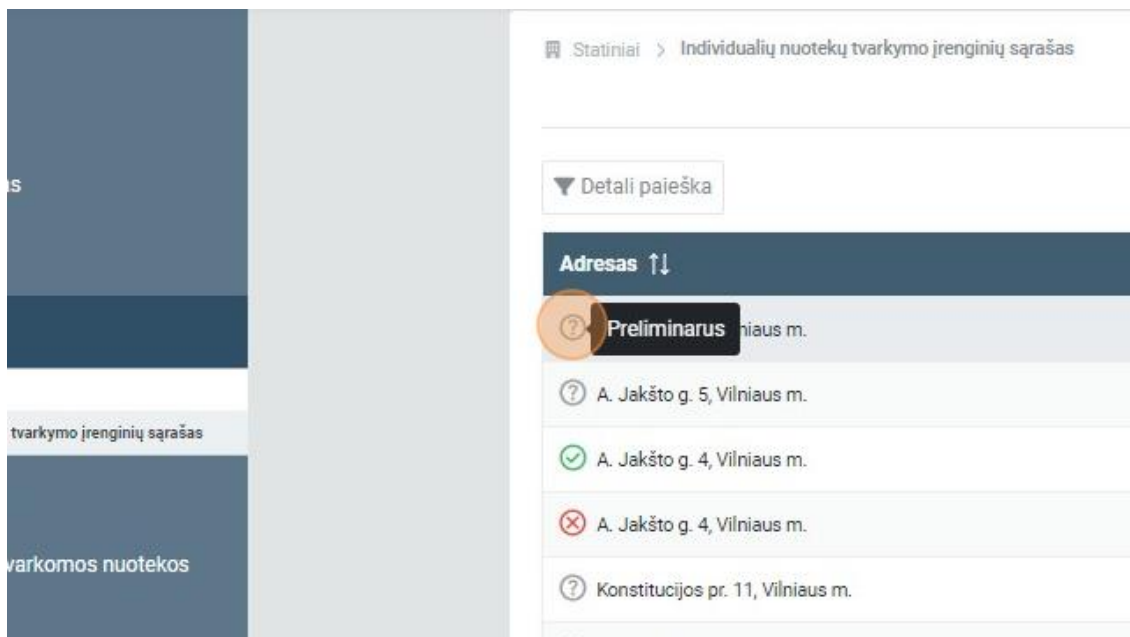 Statiniai > Individualių nuotekų tvarkymo įrenginių sąrašas
Detali paieška
Adresas
Preliminarus niaus m.
A. Jakšto g. 5, Vilniaus m.
A. Jakšto g. 4, Vilniaus m.
A. Jakšto g. 4, Vilniaus m.
Konstitucijos pr. 11, Vilniaus m.
s
tvarkymo įrenginių sąrašas
varkomos nuotekos